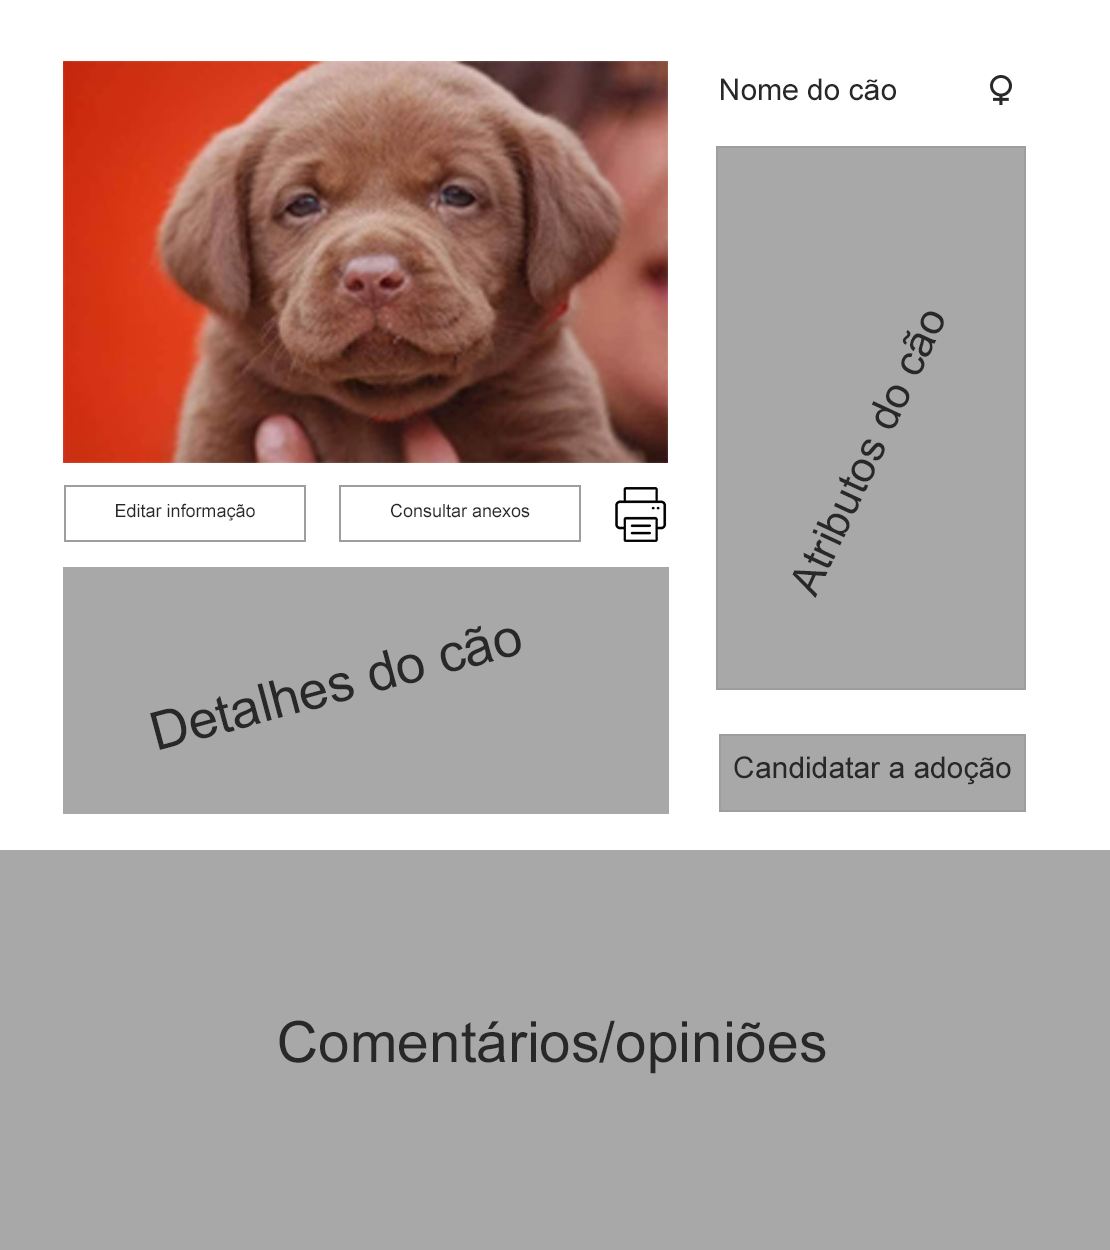 Nome do cão
Atributos do cão
Editar informação
Consultar anexos
Detalhes do cão
Candidatar a adoção
Comentários/opiniões